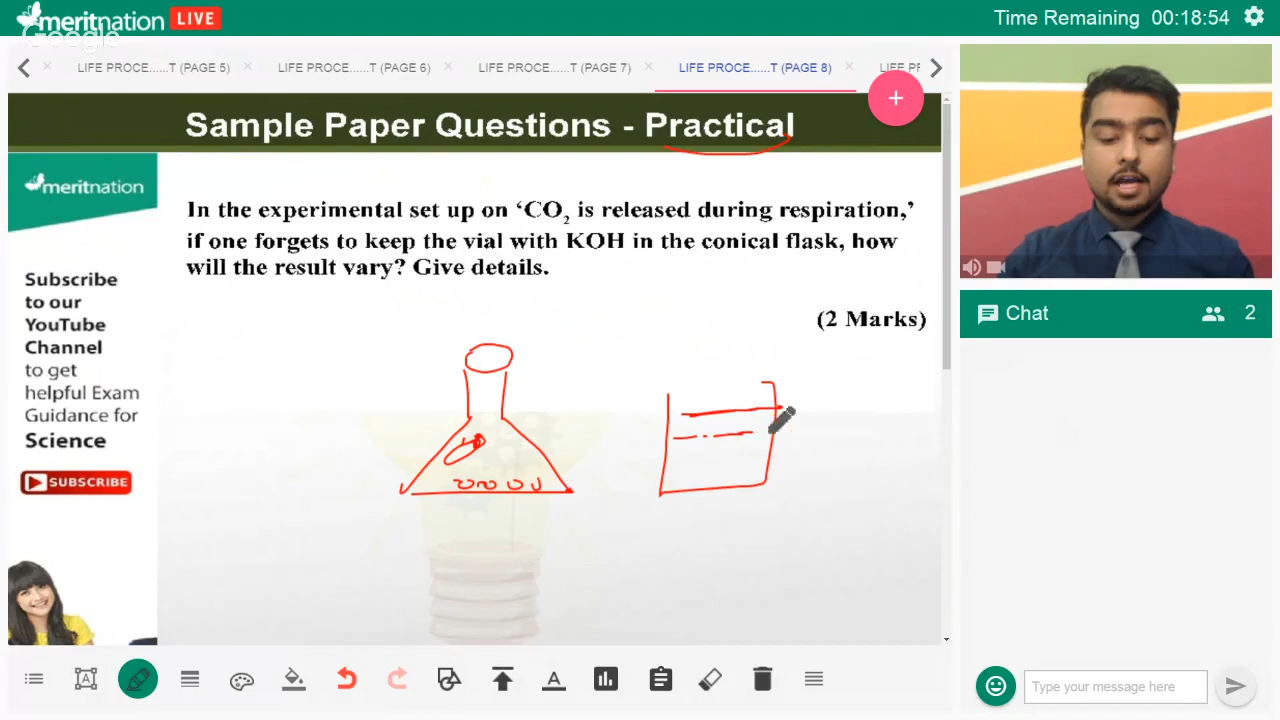 meritnation LIVE
Google
Time Remaining 00:18:54
LIFE PROCE......T (PAGE 5)
LIFE PROCE......T (PAGE 6)
LIFE PROCE......T (PAGE 7)
LIFE PROCE......T (PAGE 8)
LIFE PF
Sample Paper Questions - Practical
meritnation
In the experimental set up on ‘CO₂ is released during respiration,’
if one forgets to keep the vial with KOH in the conical flask, how
will the result vary? Give details.
(2 Marks)
Subscribe
to our
YouTube
Channel
to get
helpful Exam
Guidance for
Science
SUBSCRIBE
Chat
2
A
A
Type your message here